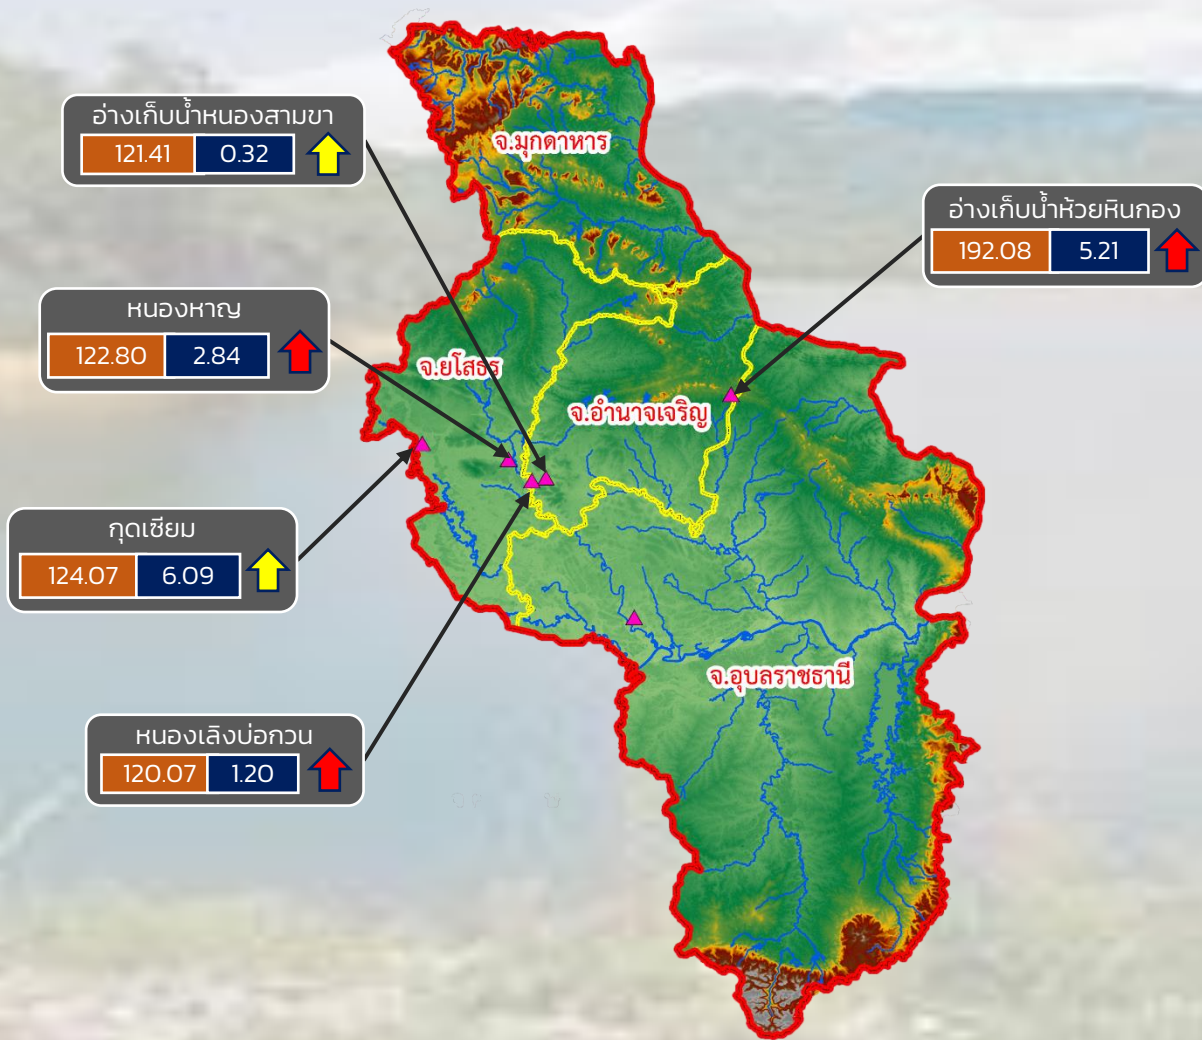 อ่างเก็บน้ำหนองสามขา
121.41 0.32
จ.มุกดาหาร
อ่างเก็บน้ำห้วยหินกอง
192.08 5.21
หนองหาญ
122.80 2.84
จ.ยโสธร
จ.อำนาจเจริญ
กุดเซียม
124.07 6.09
จ.อุบลราชธานี
หนองเลิงบ่อกวน
120.07 1.20